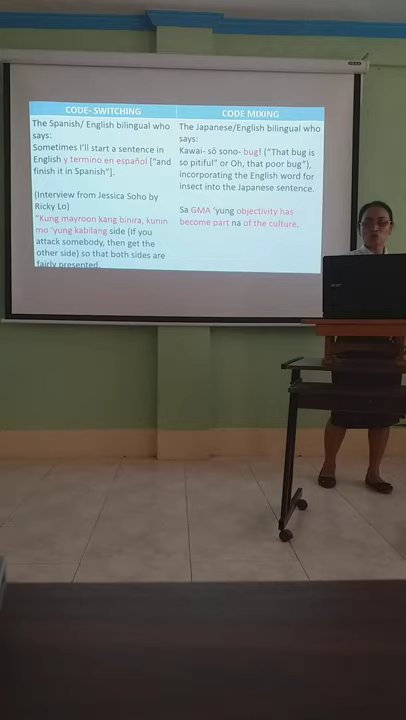 CODE- SWITCHING
The Spanish/ English bilingual who
says:
Sometimes I'll start a sentence in
English y termino en español ["and
finish it in Spanish"].
(Interview from Jessica Soho by
Ricky Lo)
"Kung mayroon kang binira, kunin
mo 'yung kabilang side (If you
attack somebody, then get the
other side) so that both sides are
fairly presented.
CODE MIXING
The Japanese/English bilingual who
says:
Kawai- sō sono- bug! ("That bug is
so pitiful" or Oh, that poor bug"),
incorporating the English word for
insect into the Japanese sentence.
Sa GMA 'yung objectivity has
become part na of the culture.